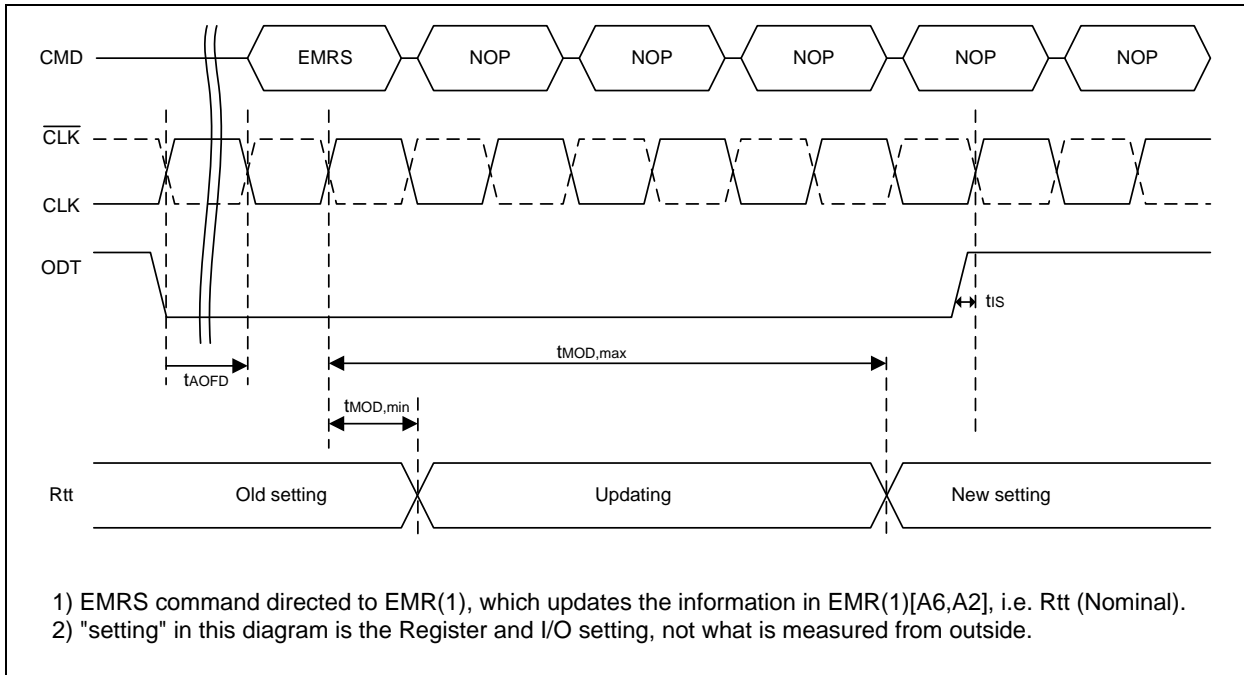 CMD EMRS NOP NOP NOP NOP NOP
CLK
CLK
ODT
tIS
tMOD,max
tAOFD
tMOD,min
Rtt Old setting Updating New setting
1) EMRS command directed to EMR(1), which updates the information in EMR(1)[A6,A2], i.e. Rtt (Nominal).
2) "setting" in this diagram is the Register and I/O setting, not what is measured from outside.